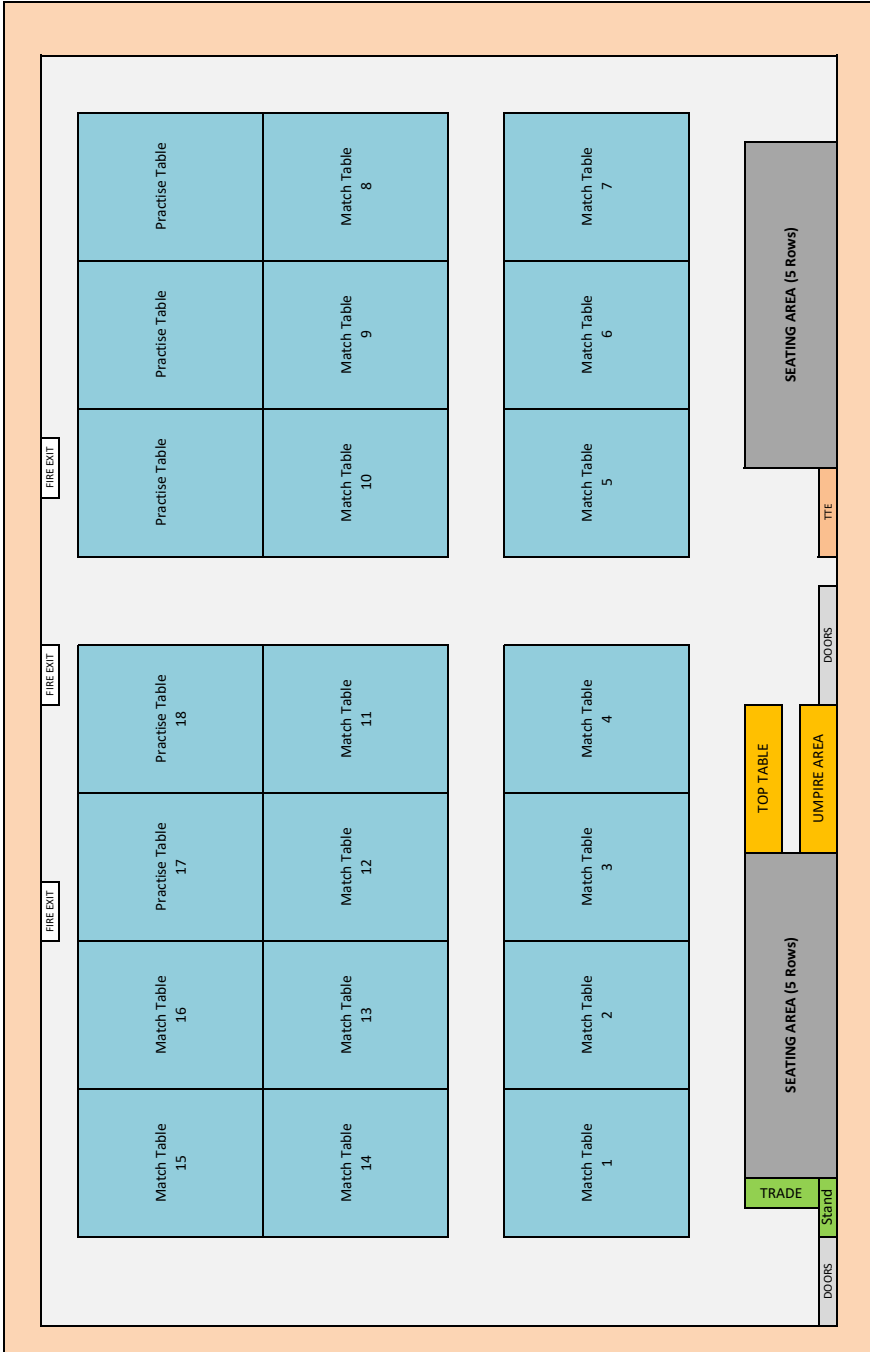 FIRE EXIT
FIRE EXIT
FIRE EXIT
Match Table
15
Match Table
16
Practise Table
17
Practise Table
18
Practise Table
Practise Table
Practise Table
Match Table
14
Match Table
13
Match Table
12
Match Table
11
Match Table
10
Match Table
9
Match Table
8
Match Table
1
Match Table
2
Match Table
3
Match Table
4
Match Table
5
Match Table
6
Match Table
7
TRADE
Stand
SEATING AREA (5 Rows)
TOP TABLE
UMPIRE AREA
SEATING AREA (5 Rows)
DOORS
DOORS
TTE